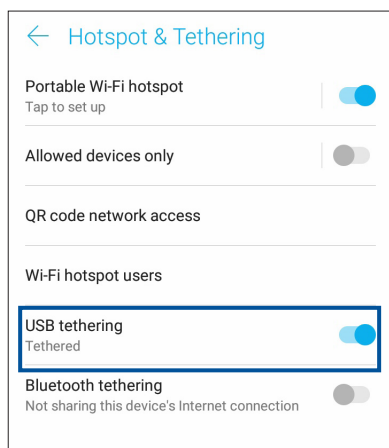 Hotspot & Tethering
Portable Wi-Fi hotspot
Tap to set up
Allowed devices only
QR code network access
Wi-Fi hotspot users
USB tethering
Tethered
Bluetooth tethering
Not sharing this device's Internet connection